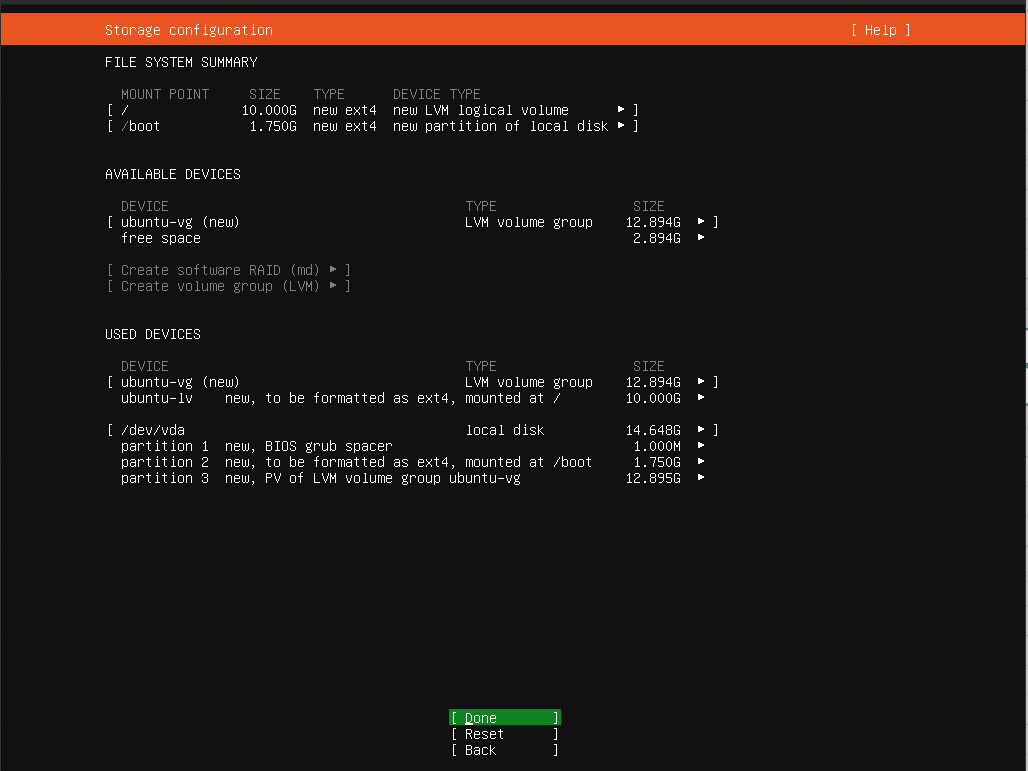 Storage configuration [ Help ]
FILE SYSTEM SUMMARY
MOUNT POINT SIZE TYPE DEVICE TYPE
[ / 10.000G new ext4 new LVM logical volume ▸ ]
[ /boot 1.750G new ext4 new partition of local disk ▸ ]
AVAILABLE DEVICES
DEVICE TYPE SIZE
[ ubuntu-vg (new) LVM volume group 12.894G ▸ ]
free space 2.894G ▸
[ Create software RAID (md) ▸ ]
[ Create volume group (LVM) ▸ ]
USED DEVICES
DEVICE TYPE SIZE
[ ubuntu-vg (new) LVM volume group 12.894G ▸ ]
ubuntu-lv new, to be formatted as ext4, mounted at / 10.000G ▸
[ /dev/vda local disk 14.648G ▸ ]
partition 1 new, BIOS grub spacer 1.000M ▸
partition 2 new, to be formatted as ext4, mounted at /boot 1.750G ▸
partition 3 new, PV of LVM volume group ubuntu-vg 12.895G ▸
[ Done ]
[ Reset ]
[ Back ]